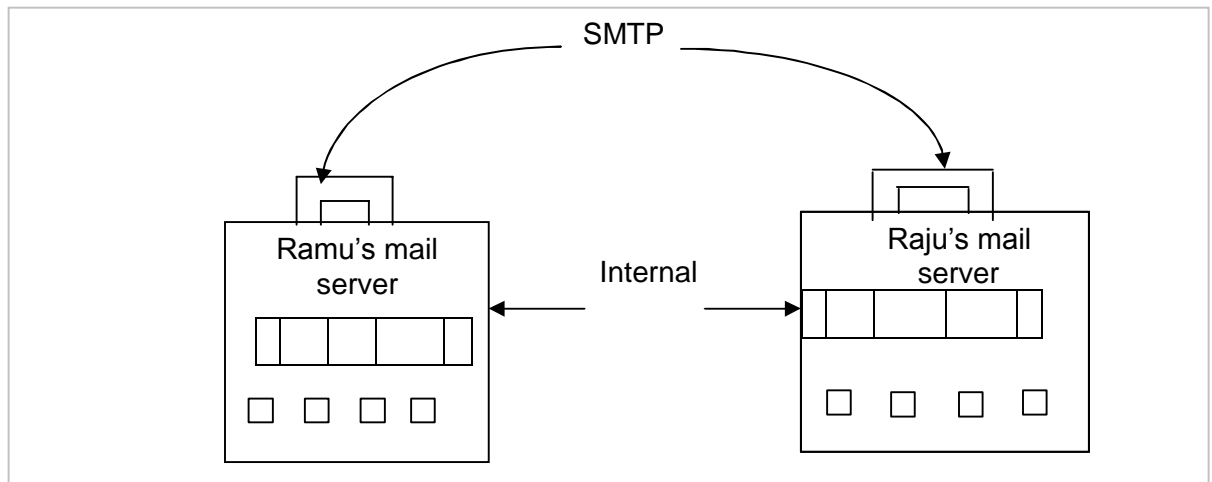 SMTP
Ramu’s mail
server
Raju’s mail
server
Internal